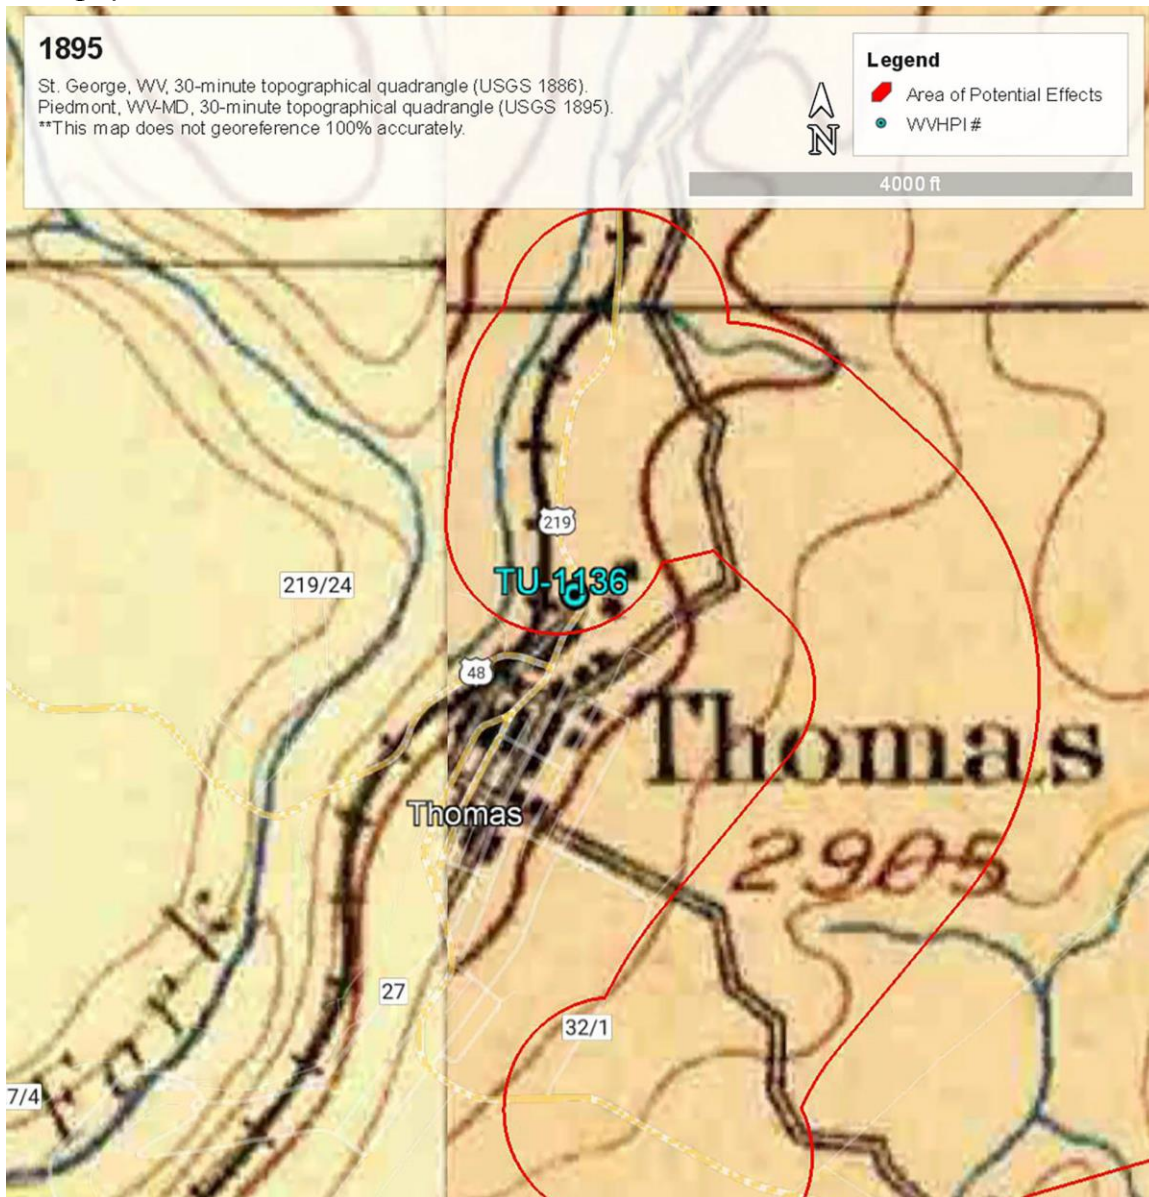 1895
St. George, WV, 30-minute topographical quadrangle (USGS 1886).
Piedmont, WV-MD, 30-minute topographical quadrangle (USGS 1895).
**This map does not georeference 100% accurately.
N
Legend
Area of Potential Effects
WVHPI #
4000 ft
219
TU-1136
219/24
48
Thomas
Thomas
2905
Fork
27
32/1
7/4